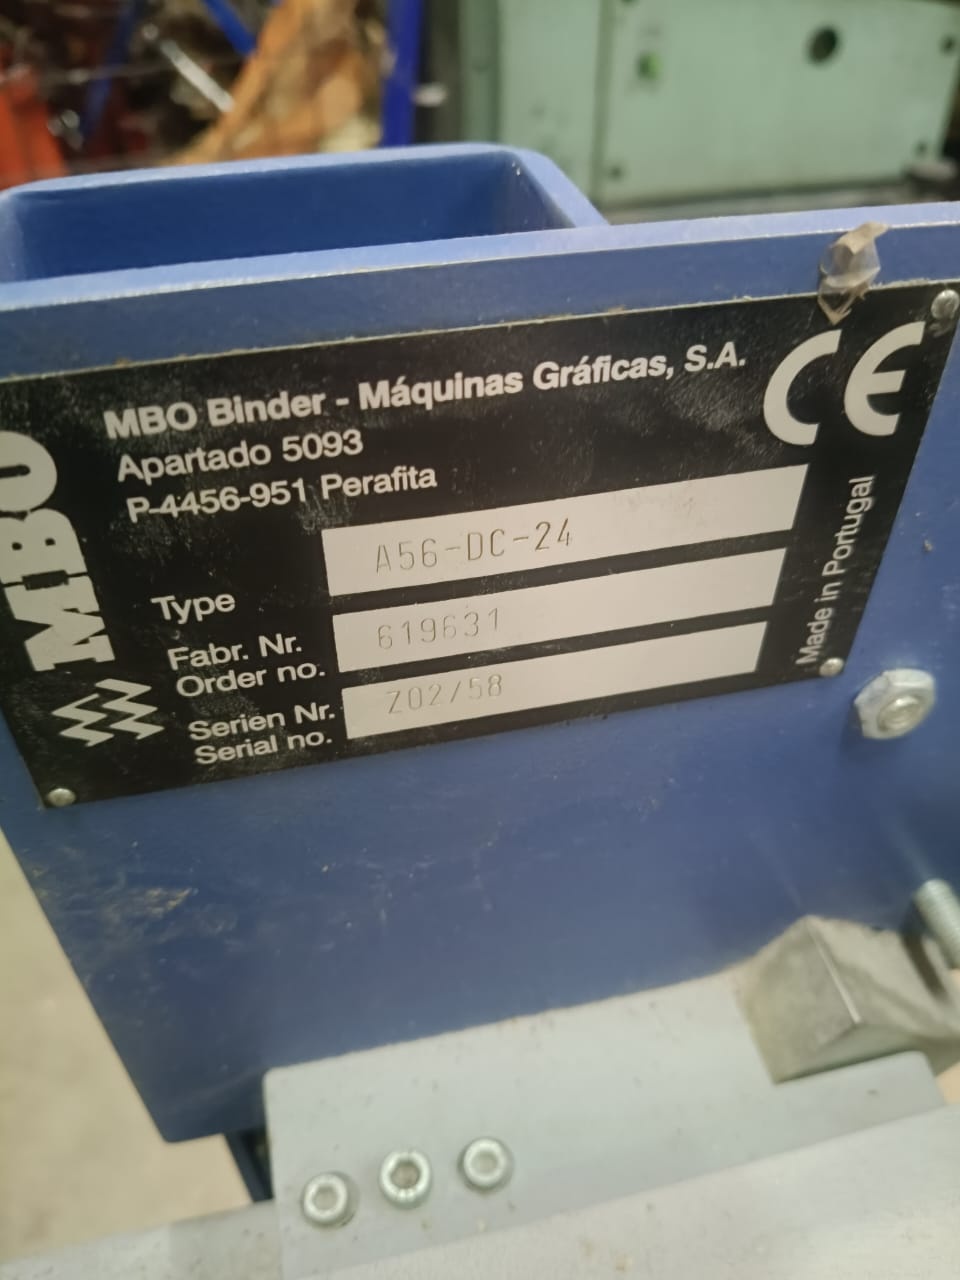 MBO
MBO Binder - Máquinas Gráficas, S.A.
Apartado 5093
P-4456-951 Perafita
CE
Type
A56-DC-24
Fabr. Nr.
Order no.
619631
Serien Nr.
Serial no.
Z02/58
Made in Portugal